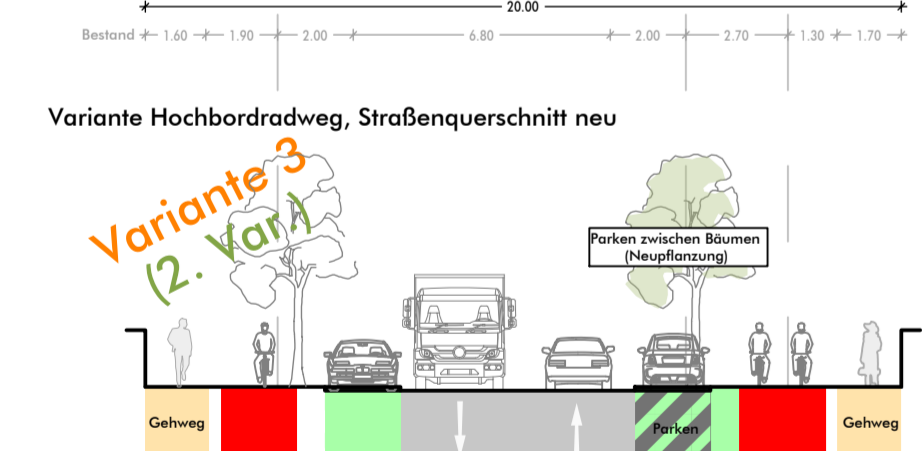 20.00
Bestand 1.60 1.90 2.00 6.80 2.00 2.70 1.30 1.70
Variante Hochbordradweg, Straßenquerschnitt neu
Variante 3
(2. Var.)
Parken zwischen Bäumen
(Neupflanzung)
Gehweg
Parken
Gehweg